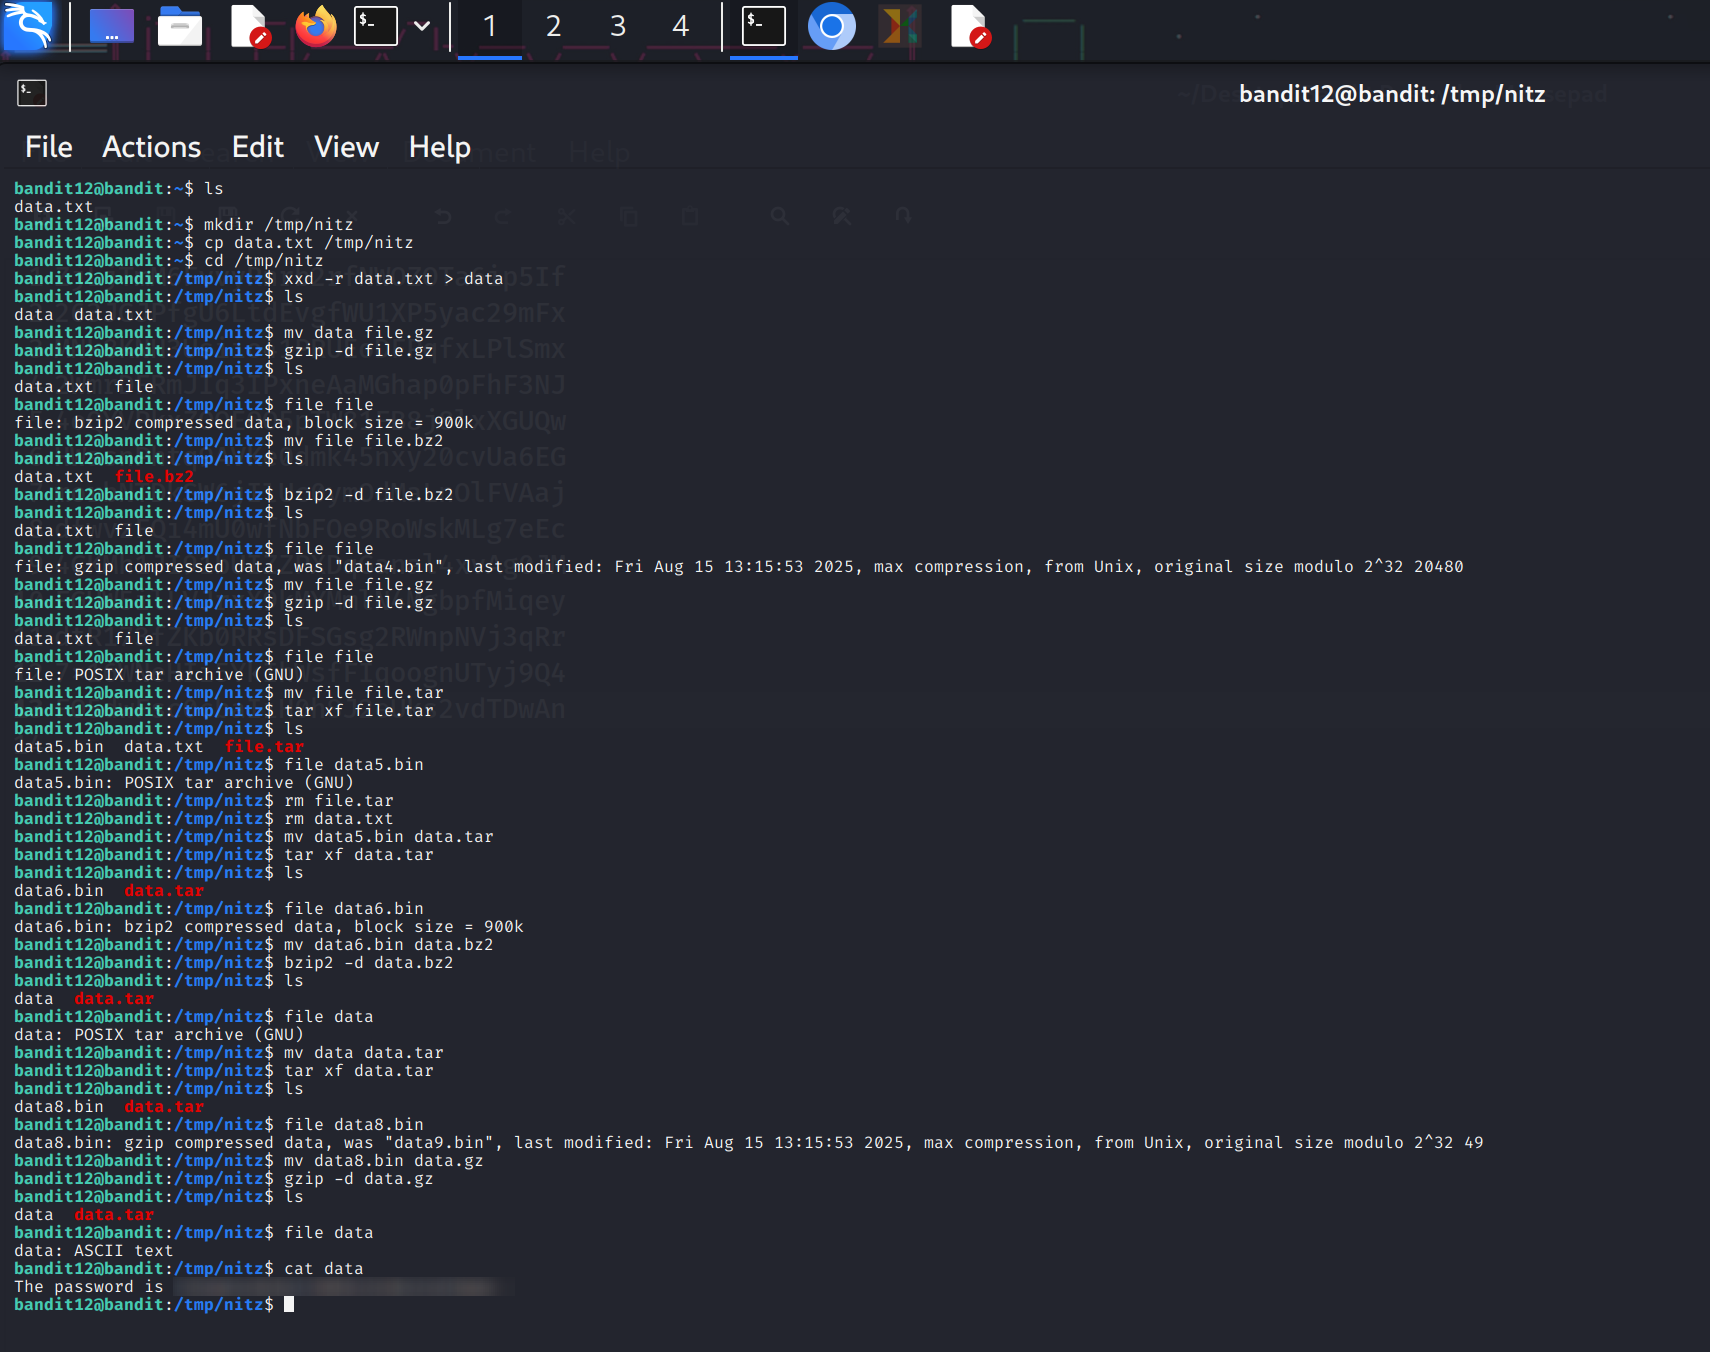 1 2 3 4
bandit12@bandit: /tmp/nitz
File Actions Edit View Help
bandit12@bandit:~$ ls
data.txt
bandit12@bandit:~$ mkdir /tmp/nitz
bandit12@bandit:~$ cp data.txt /tmp/nitz
bandit12@bandit:~$ cd /tmp/nitz
bandit12@bandit:/tmp/nitz$ xxd -r data.txt > data
bandit12@bandit:/tmp/nitz$ ls
data  data.txt
bandit12@bandit:/tmp/nitz$ mv data file.gz
bandit12@bandit:/tmp/nitz$ gzip -d file.gz
bandit12@bandit:/tmp/nitz$ ls
data.txt  file
bandit12@bandit:/tmp/nitz$ file file
file: bzip2 compressed data, block size = 900k
bandit12@bandit:/tmp/nitz$ mv file file.bz2
bandit12@bandit:/tmp/nitz$ ls
data.txt  file.bz2
bandit12@bandit:/tmp/nitz$ bzip2 -d file.bz2
bandit12@bandit:/tmp/nitz$ ls
data.txt  file
bandit12@bandit:/tmp/nitz$ file file
file: gzip compressed data, was "data4.bin", last modified: Fri Aug 15 13:15:53 2025, max compression, from Unix, original size modulo 2^32 20480
bandit12@bandit:/tmp/nitz$ mv file file.gz
bandit12@bandit:/tmp/nitz$ gzip -d file.gz
bandit12@bandit:/tmp/nitz$ ls
data.txt  file
bandit12@bandit:/tmp/nitz$ file file
file: POSIX tar archive (GNU)
bandit12@bandit:/tmp/nitz$ mv file file.tar
bandit12@bandit:/tmp/nitz$ tar xf file.tar
bandit12@bandit:/tmp/nitz$ ls
data5.bin  data.txt  file.tar
bandit12@bandit:/tmp/nitz$ file data5.bin
data5.bin: POSIX tar archive (GNU)
bandit12@bandit:/tmp/nitz$ rm file.tar
bandit12@bandit:/tmp/nitz$ rm data.txt
bandit12@bandit:/tmp/nitz$ mv data5.bin data.tar
bandit12@bandit:/tmp/nitz$ tar xf data.tar
bandit12@bandit:/tmp/nitz$ ls
data6.bin  data.tar
bandit12@bandit:/tmp/nitz$ file data6.bin
data6.bin: bzip2 compressed data, block size = 900k
bandit12@bandit:/tmp/nitz$ mv data6.bin data.bz2
bandit12@bandit:/tmp/nitz$ bzip2 -d data.bz2
bandit12@bandit:/tmp/nitz$ ls
data  data.tar
bandit12@bandit:/tmp/nitz$ file data
data: POSIX tar archive (GNU)
bandit12@bandit:/tmp/nitz$ mv data data.tar
bandit12@bandit:/tmp/nitz$ tar xf data.tar
bandit12@bandit:/tmp/nitz$ ls
data8.bin  data.tar
bandit12@bandit:/tmp/nitz$ file data8.bin
data8.bin: gzip compressed data, was "data9.bin", last modified: Fri Aug 15 13:15:53 2025, max compression, from Unix, original size modulo 2^32 49
bandit12@bandit:/tmp/nitz$ mv data8.bin data.gz
bandit12@bandit:/tmp/nitz$ gzip -d data.gz
bandit12@bandit:/tmp/nitz$ ls
data  data.tar
bandit12@bandit:/tmp/nitz$ file data
data: ASCII text
bandit12@bandit:/tmp/nitz$ cat data
The password is
bandit12@bandit:/tmp/nitz$